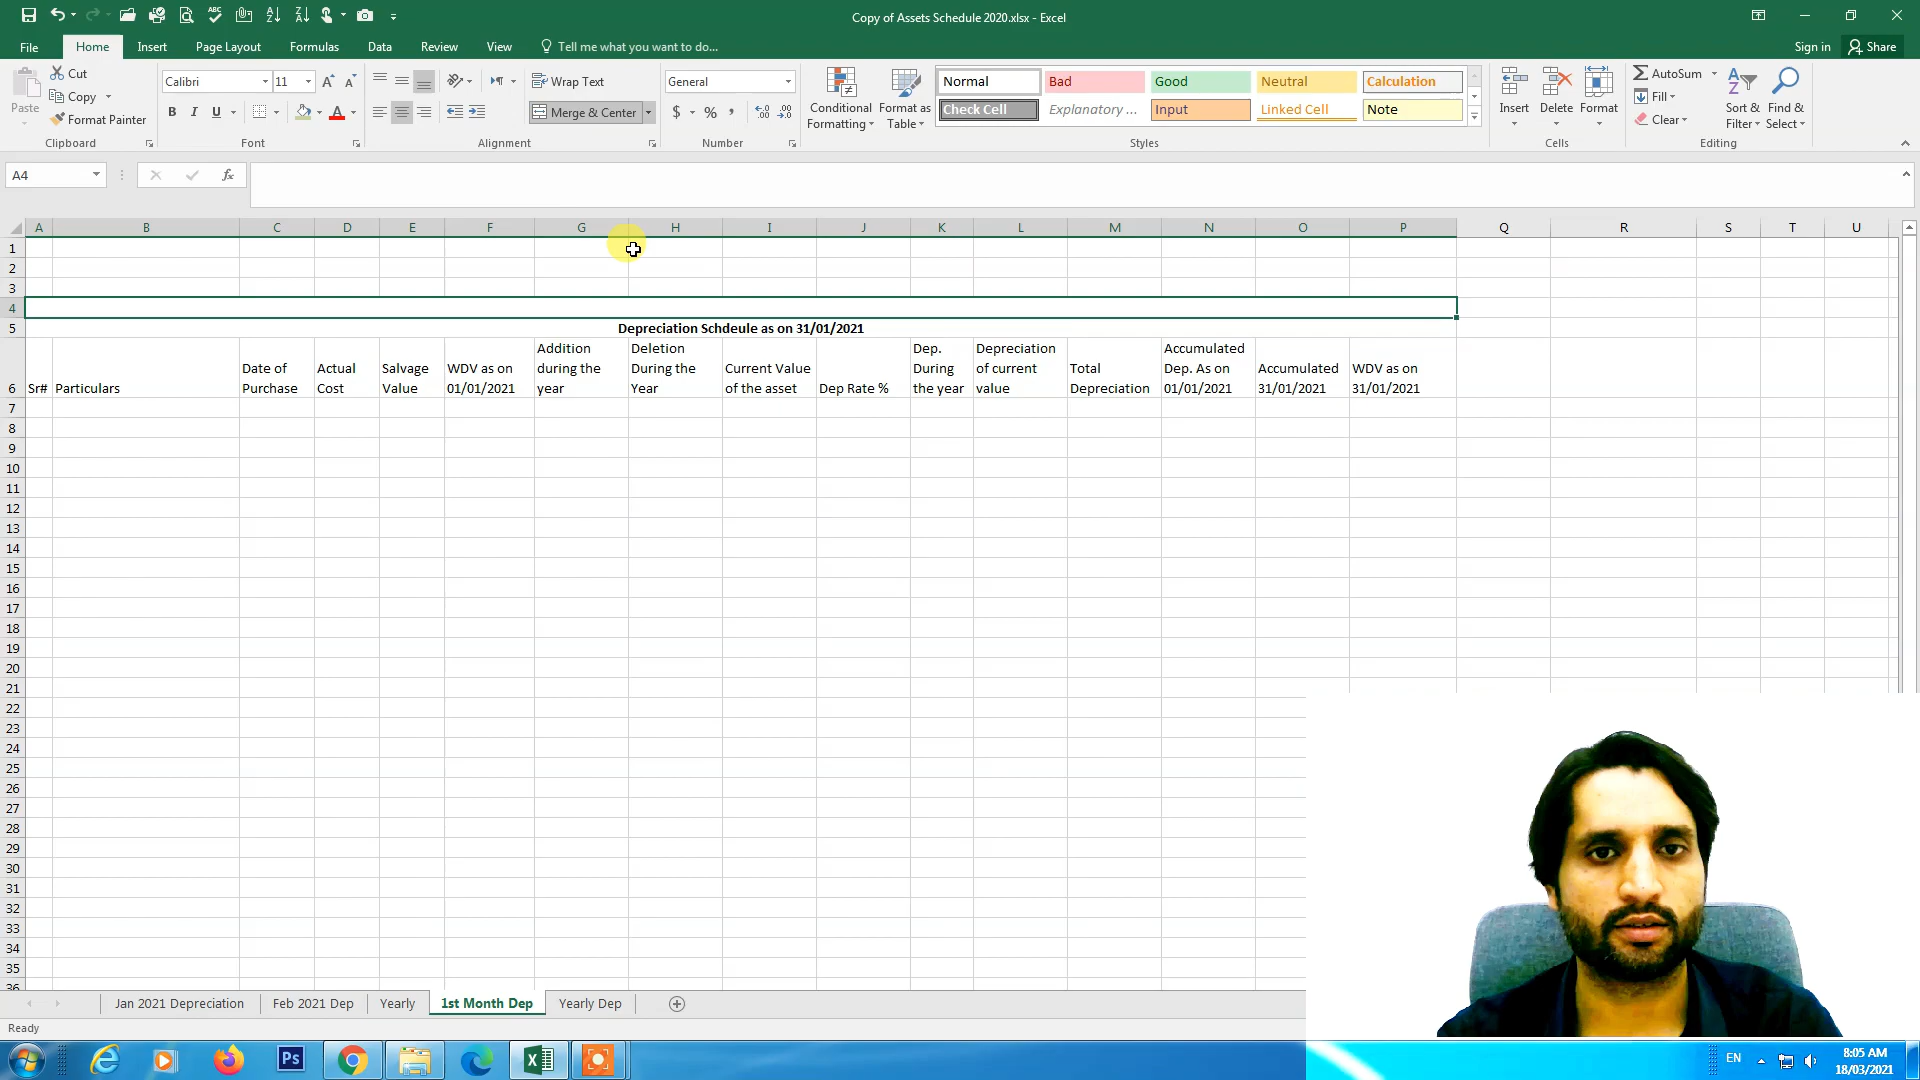 Copy of Assets Schedule 2020.xlsx - Excel
File Home Insert Page Layout Formulas Data Review View Tell me what you want to do... Sign in Share
Paste
Cut
Copy
Format Painter
Clipboard
Calibri 11
B I U
Font
Wrap Text
Merge & Center
Alignment
General
$ % ,
Number
Conditional Formatting
Format as Table
Normal Bad Good Neutral Calculation
Check Cell Explanatory ... Input Linked Cell Note
Styles
Insert Delete Format
Cells
AutoSum
Fill
Clear
Sort & Filter
Find & Select
Editing
A4
fx
A B C D E F G H I J K L M N O P Q R S T U
1
2
3
4
5 Depreciation Schdeule as on 31/01/2021
6 Sr# Particulars Date of Purchase Actual Cost Salvage Value WDV as on 01/01/2021 Addition during the year Deletion During the Year Current Value of the asset Dep Rate % Dep. During the year Depreciation of current value Total Depreciation Accumulated Dep. As on 01/01/2021 Accumulated 31/01/2021 WDV as on 31/01/2021
7
8
9
10
11
12
13
14
15
16
17
18
19
20
21
22
23
24
25
26
27
28
29
30
31
32
33
34
35
36
Jan 2021 Depreciation Feb 2021 Dep Yearly 1st Month Dep Yearly Dep
Ready
Ps
EN
8:05 AM
18/03/2021